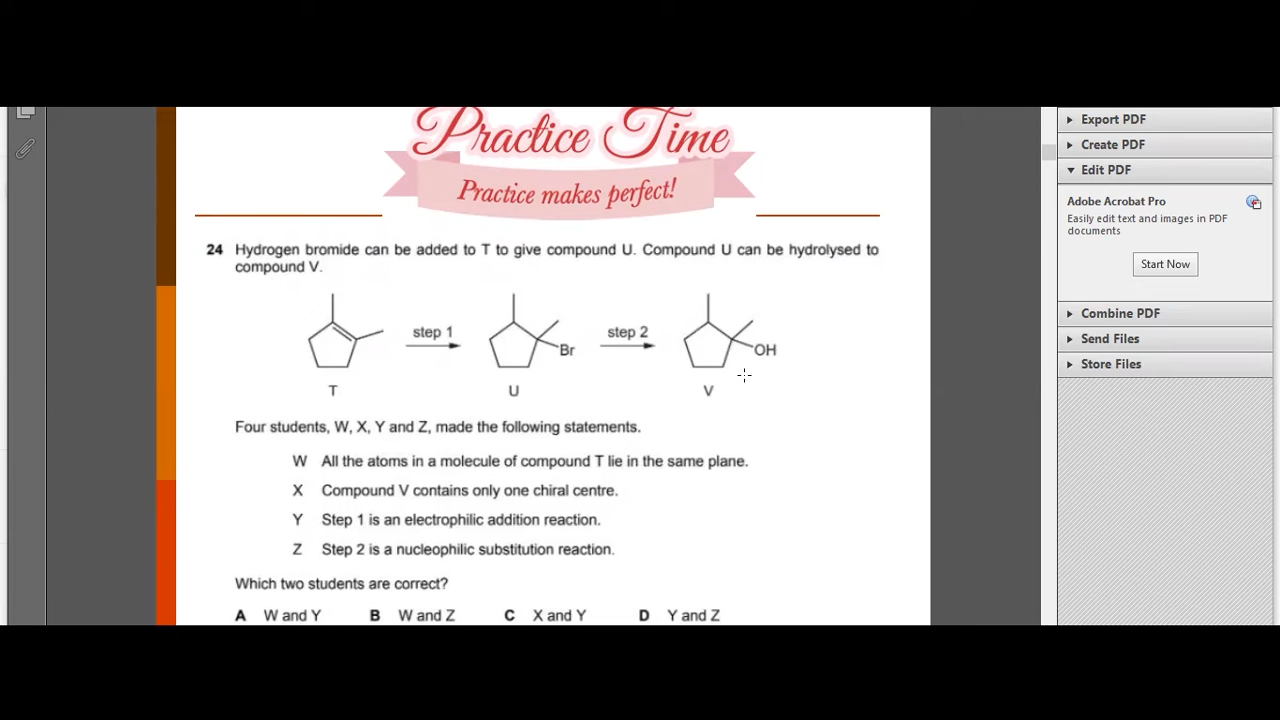 Practice Time
Practice makes perfect!
24 Hydrogen bromide can be added to T to give compound U. Compound U can be hydrolysed to
compound V.
step 1
step 2
Br
OH
T
U
V
Four students, W, X, Y and Z, made the following statements.
W All the atoms in a molecule of compound T lie in the same plane.
X Compound V contains only one chiral centre.
Y Step 1 is an electrophilic addition reaction.
Z Step 2 is a nucleophilic substitution reaction.
Which two students are correct?
A W and Y B W and Z C X and Y D Y and Z
Export PDF
Create PDF
Edit PDF
Adobe Acrobat Pro
Easily edit text and images in PDF
documents
Start Now
Combine PDF
Send Files
Store Files